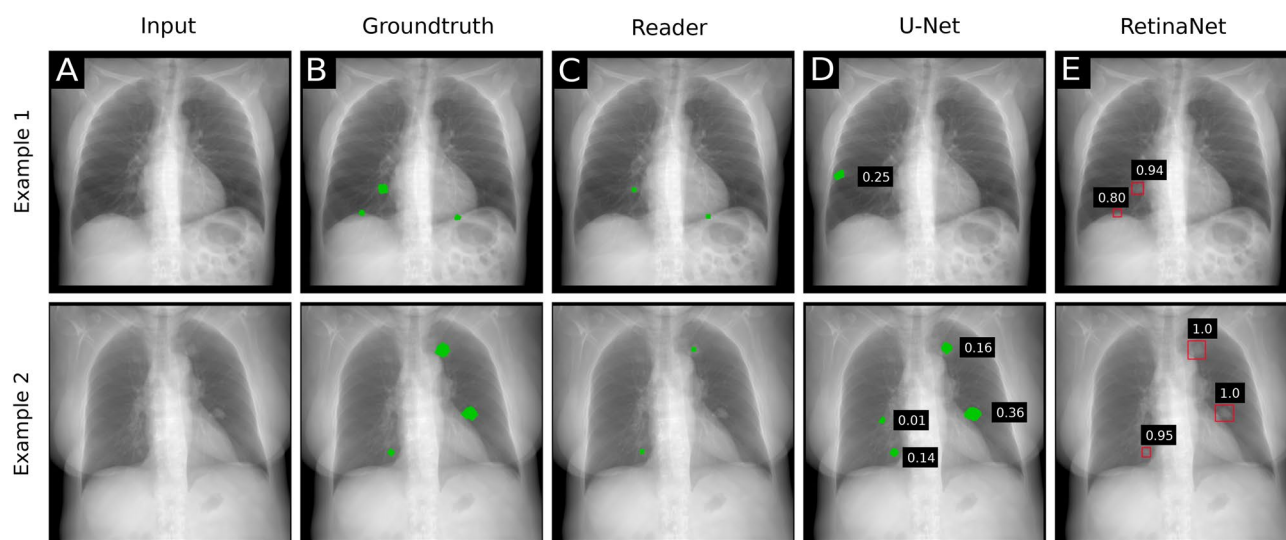 Input Groundtruth Reader U-Net RetinaNet
Example 1
A B C D E
0.25
0.94
0.80
Example 2
1.0
0.16
1.0
0.01 0.36
0.95
0.14